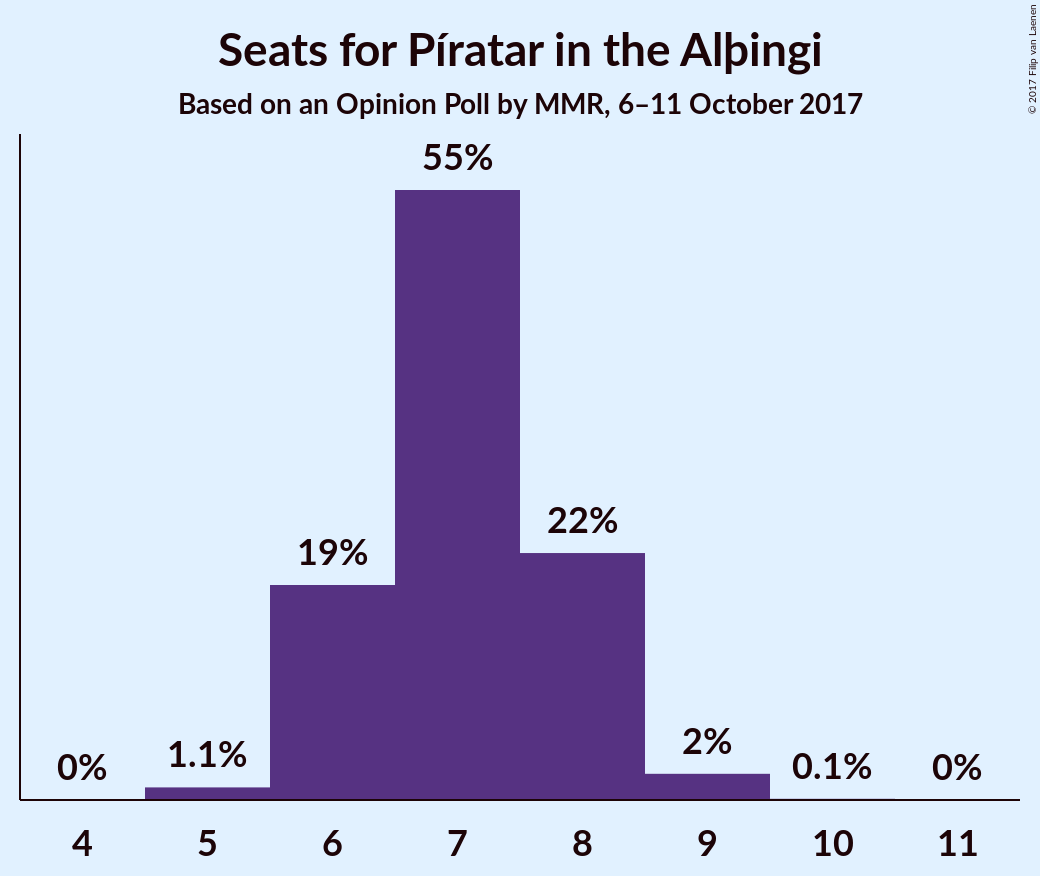 Seats for Píratar in the Alþingi
Based on an Opinion Poll by MMR, 6–11 October 2017
© 2017 Filip van Laenen
55%
22%
19%
2%
1.1%
0%
0.1%
0%
4 5 6 7 8 9 10 11